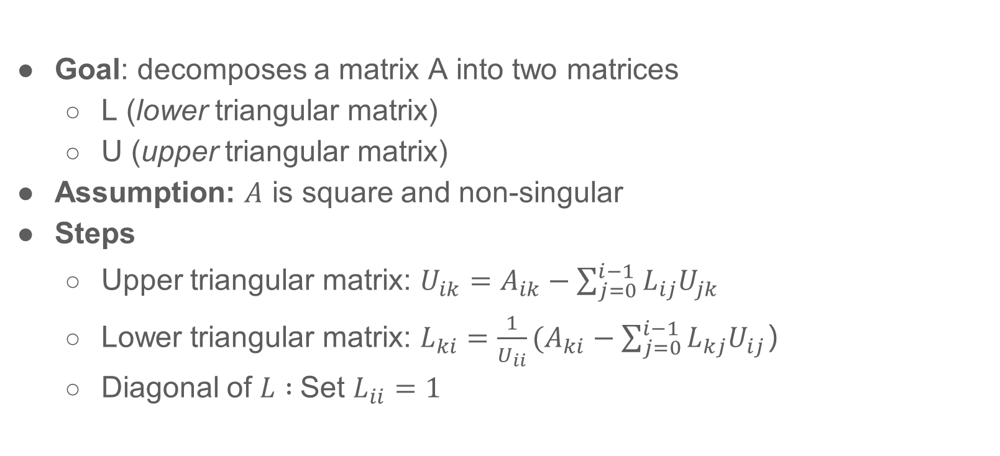 ● Goal: decomposes a matrix A into two matrices
○ L (lower triangular matrix)
○ U (upper triangular matrix)
● Assumption: 𝐴 is square and non-singular
● Steps
○ Upper triangular matrix: $U_{ik} = A_{ik} - \sum_{j=0}^{i-1} L_{ij}U_{jk}$
○ Lower triangular matrix: $L_{ki} = \frac{1}{U_{ii}}(A_{ki} - \sum_{j=0}^{i-1} L_{kj}U_{ij})$
○ Diagonal of $L$ : Set $L_{ii} = 1$